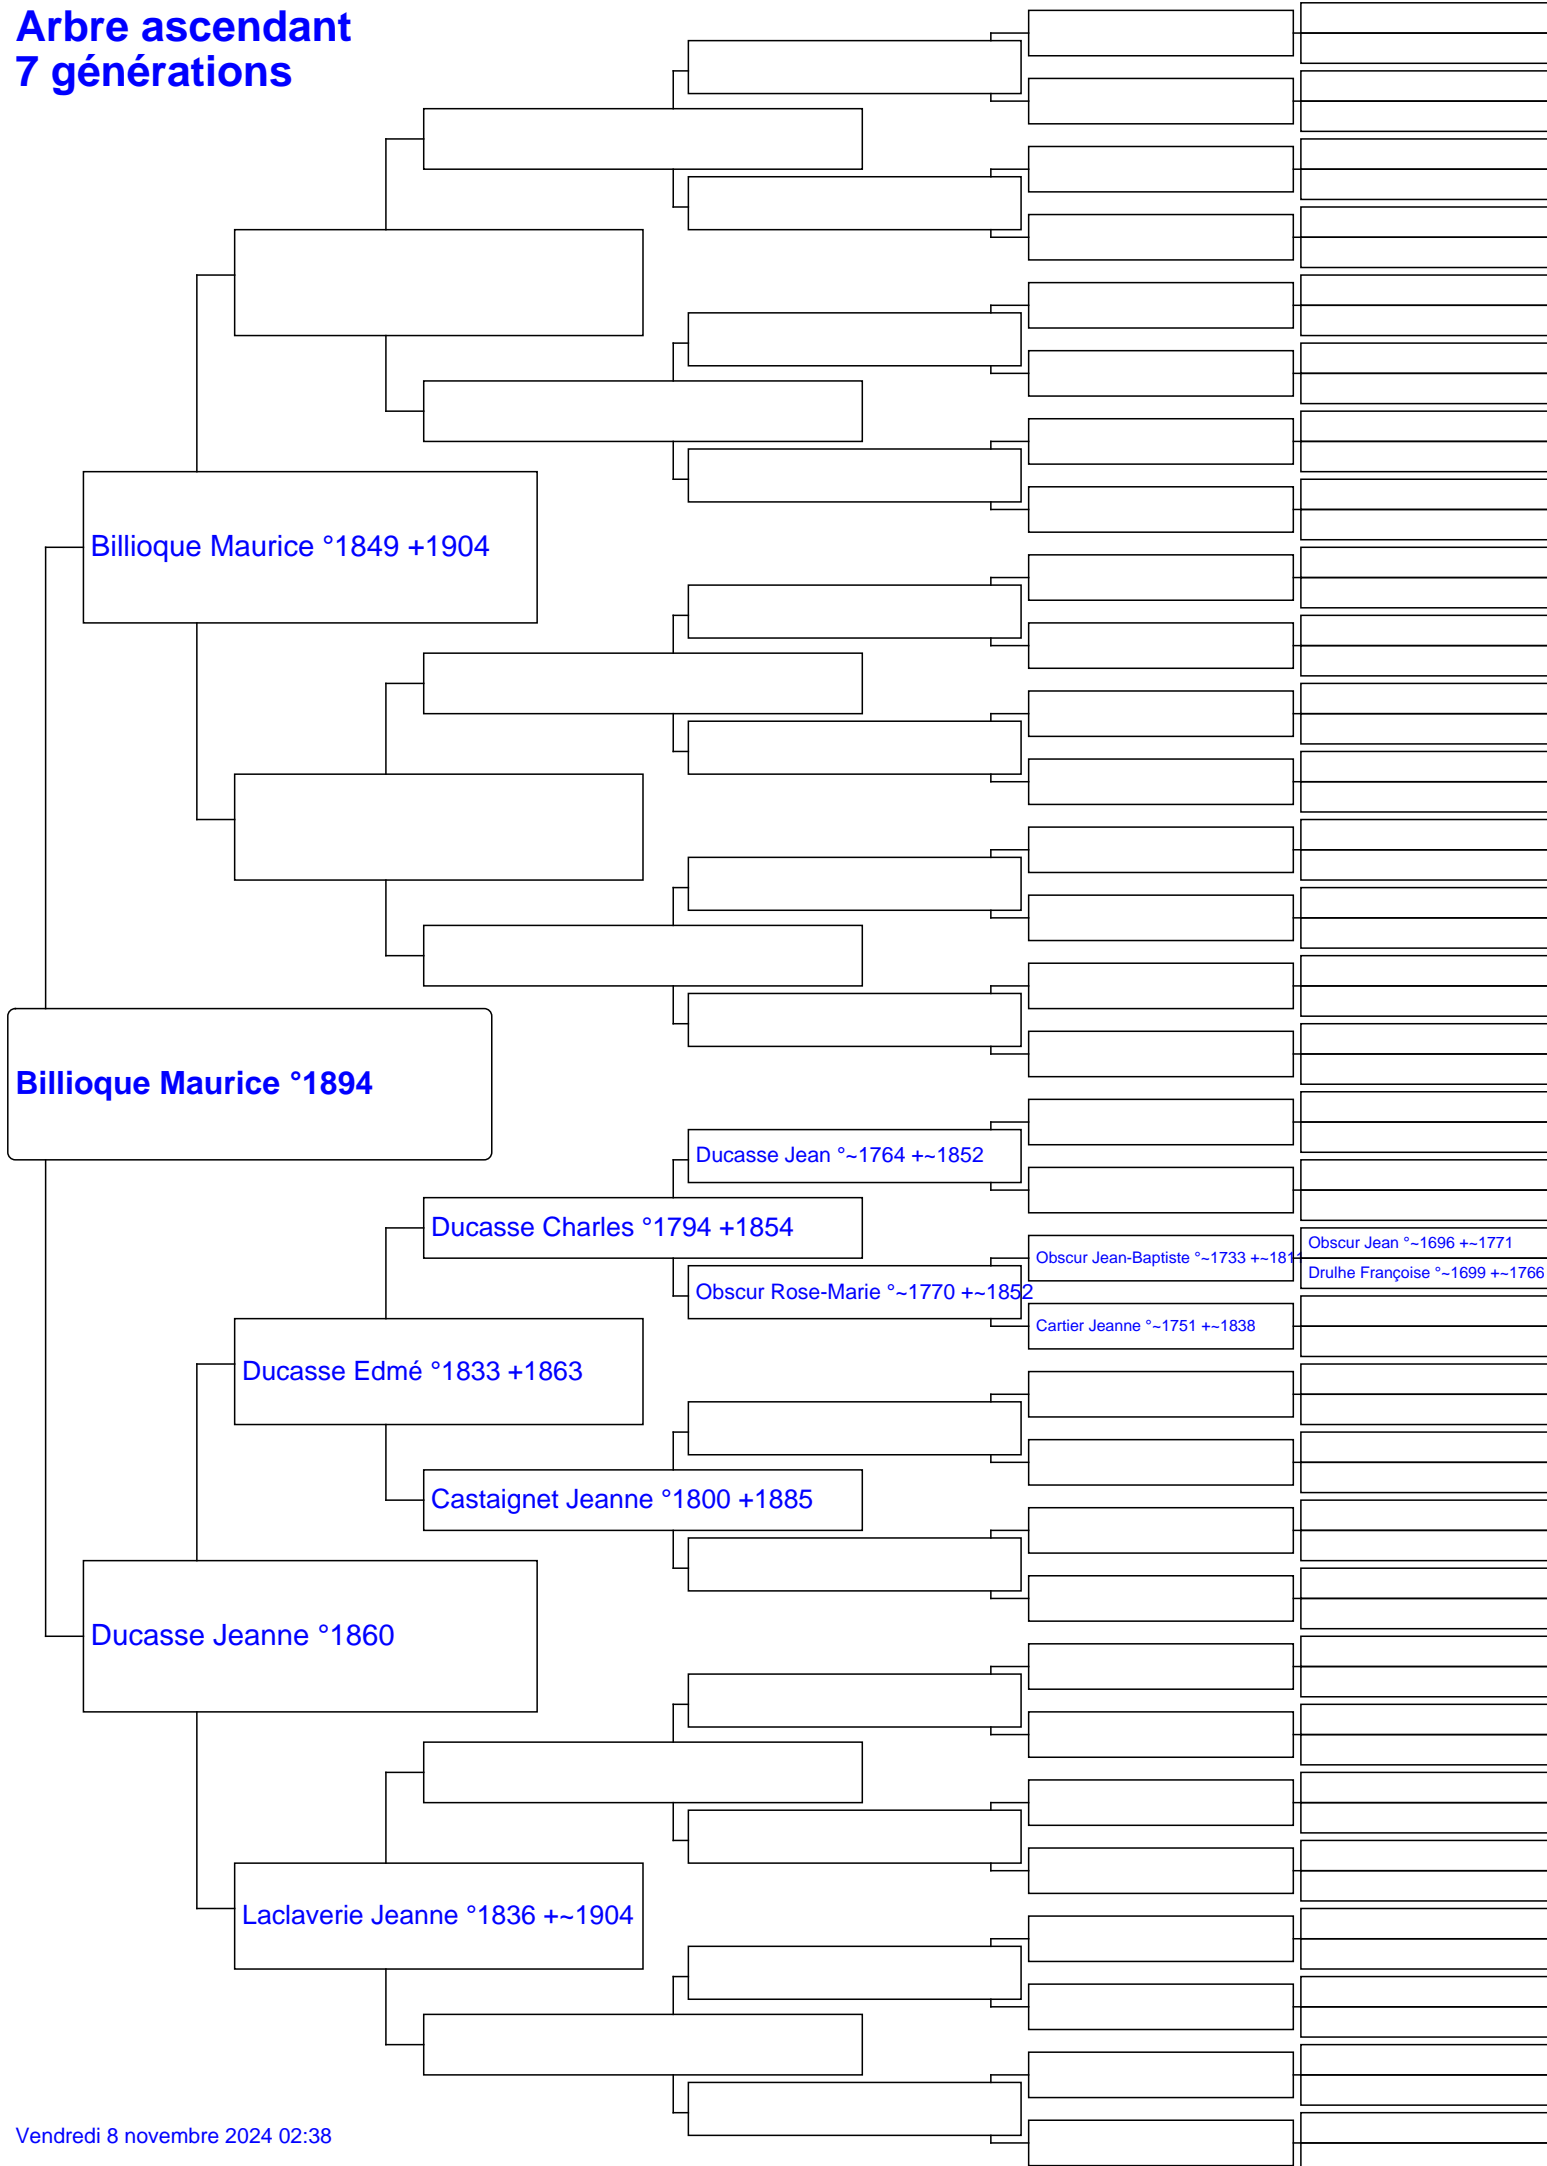 Arbre ascendant
7 générations
Billioque Maurice °1849 +1904
Billioque Maurice °1894
Ducasse Jean °~1764 +~1852
Ducasse Charles °1794 +1854
Obscur Jean-Baptiste °~1733 +~181
Obscur Jean °~1696 +~1771
Drulhe Françoise °~1699 +~1766
Obscur Rose-Marie °~1770 +~1852
Cartier Jeanne °~1751 +~1838
Ducasse Edmé °1833 +1863
Castaignet Jeanne °1800 +1885
Ducasse Jeanne °1860
Laclaverie Jeanne °1836 +~1904
Vendredi 8 novembre 2024 02:38